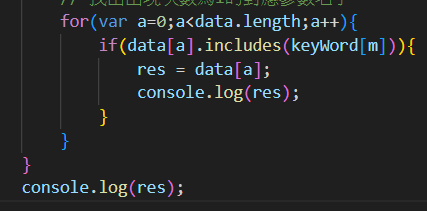 for(var a=0;a<data.length;a++){
if(data[a].includes(keyWord[m])){
res = data[a];
console.log(res);
}
}
}
console.log(res);